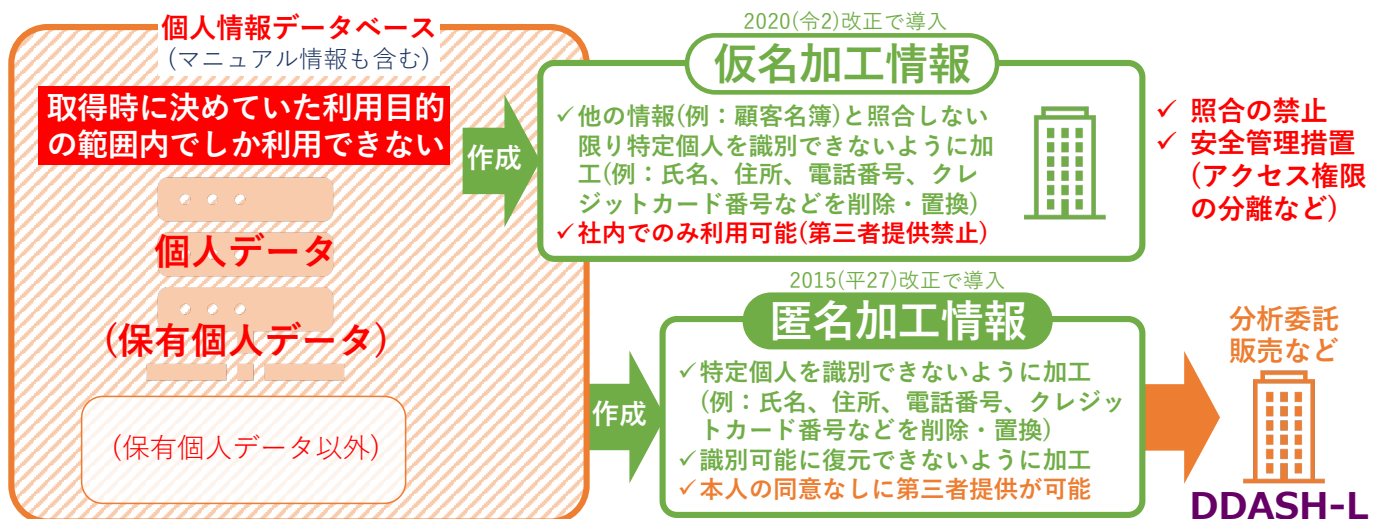 個人情報データベース
(マニュアル情報も含む)
取得時に決めていた利用目的
の範囲内でしか利用できない
個人データ
(保有個人データ)
(保有個人データ以外)
作成
2020(令2)改正で導入
仮名加工情報
✓他の情報(例：顧客名簿)と照合しない
限り特定個人を識別できないように加
工(例：氏名、住所、電話番号、クレ
ジットカード番号などを削除・置換)
✓社内でのみ利用可能(第三者提供禁止)
✓ 照合の禁止
✓ 安全管理措置
(アクセス権限
の分離など)
作成
2015(平27)改正で導入
匿名加工情報
✓特定個人を識別できないように加工
(例：氏名、住所、電話番号、クレジッ
トカード番号などを削除・置換)
✓識別可能に復元できないように加工
✓本人の同意なしに第三者提供が可能
分析委託
販売など
DDASH-L